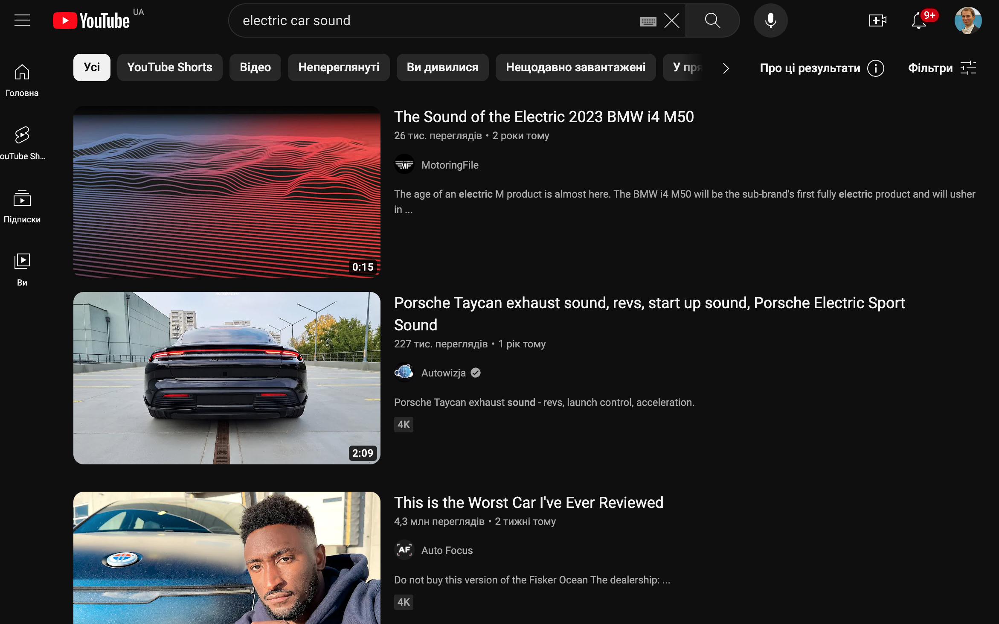 YouTube UA
electric car sound
9+
Усі
YouTube Shorts
Відео
Непереглянуті
Ви дивилися
Нещодавно завантажені
У пря
Про ці результати
Фільтри
Головна
ouTube Sh...
Підписки
Ви
0:15
The Sound of the Electric 2023 BMW i4 M50
26 тис. переглядів • 2 роки тому
MotoringFile
The age of an electric M product is almost here. The BMW i4 M50 will be the sub-brand's first fully electric product and will usher
in ...
2:09
Porsche Taycan exhaust sound, revs, start up sound, Porsche Electric Sport
Sound
227 тис. переглядів • 1 рік тому
Autowizja
Porsche Taycan exhaust sound - revs, launch control, acceleration.
4K
This is the Worst Car I've Ever Reviewed
4,3 млн переглядів • 2 тижні тому
AF
Auto Focus
Do not buy this version of the Fisker Ocean The dealership: ...
4K